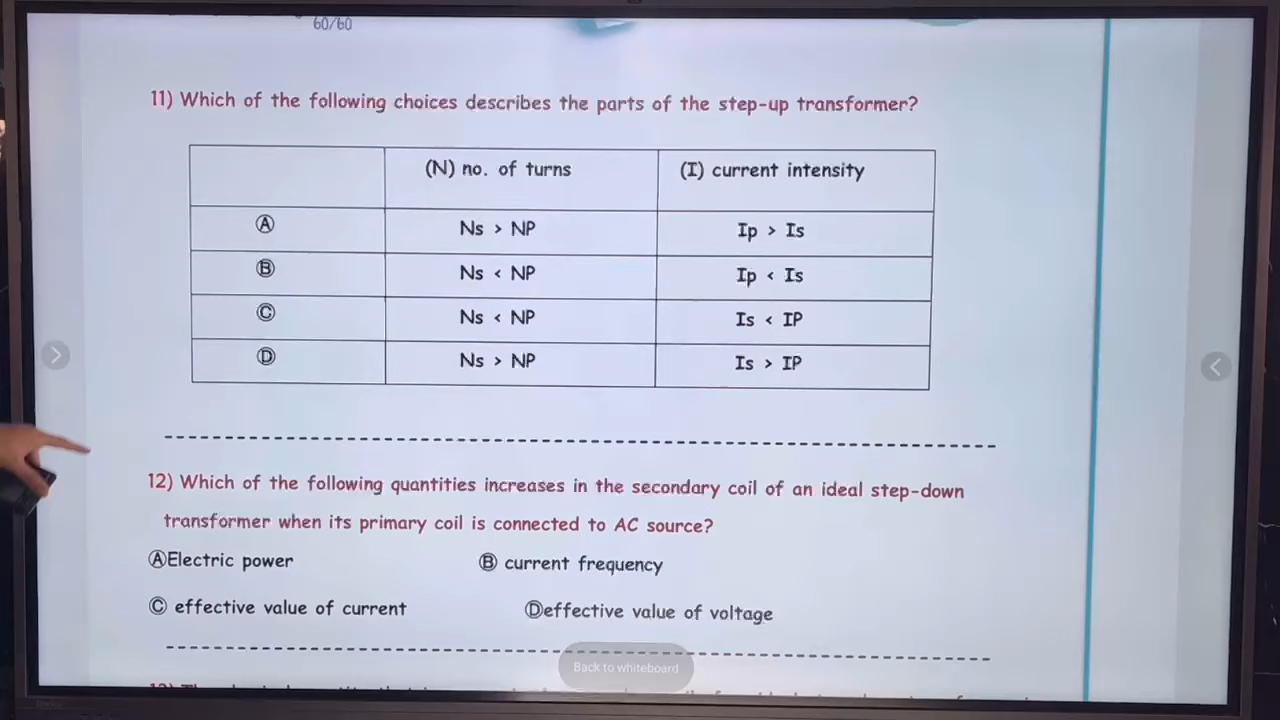 60/60
11) Which of the following choices describes the parts of the step-up transformer?
(N) no. of turns (I) current intensity
Ⓐ Ns > NP Ip > Is
Ⓑ Ns < NP Ip < Is
Ⓒ Ns < NP Is < IP
Ⓓ Ns > NP Is > IP
12) Which of the following quantities increases in the secondary coil of an ideal step-down
transformer when its primary coil is connected to AC source?
ⒶElectric power Ⓑ current frequency
Ⓒ effective value of current Ⓓeffective value of voltage
Back to whiteboard